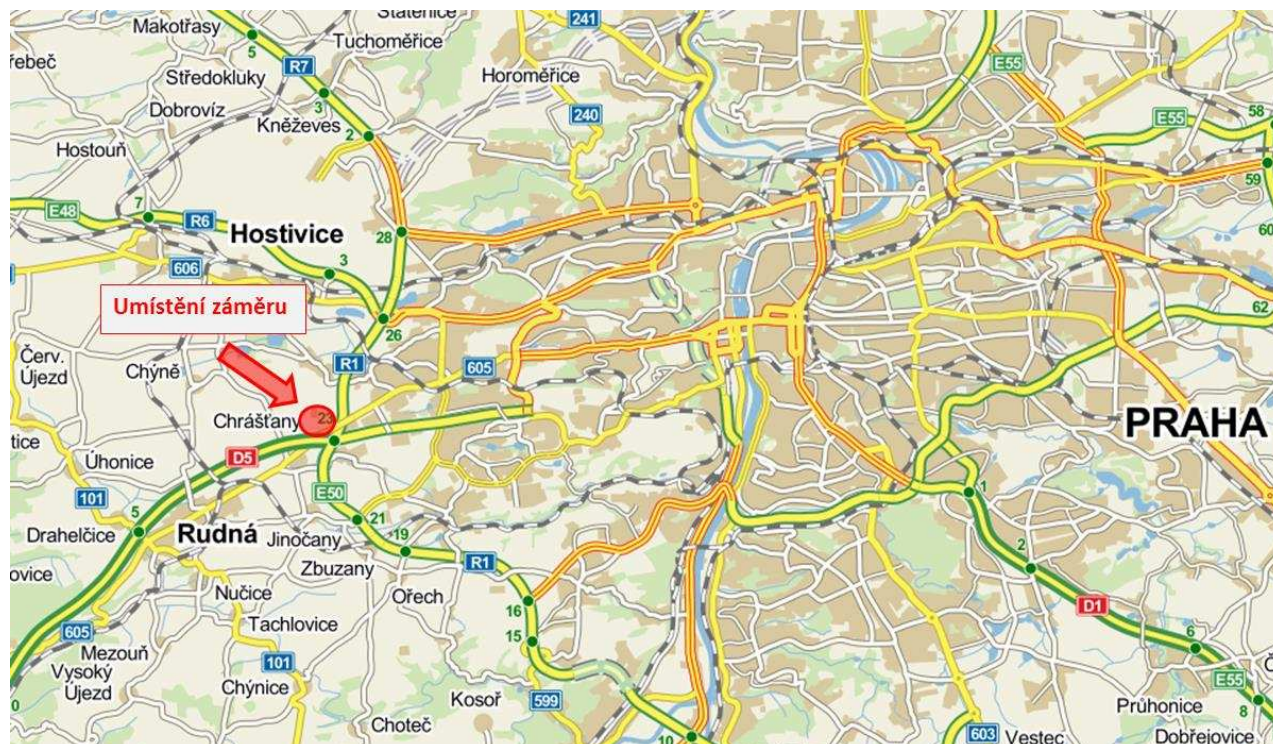 Statenice
241
Makotřasy
5
Tuchoměřice
E55
R7
Středokluky
Horoměřice
3
Dobrovíz
240
58
E55
Kněževes
2
Hostouň
59
E48
7
R6
28
60
Hostivice
606
3
62
Umístění záměru
26
Červ.
Újezd
Chýně
R1
605
Chrášťany
23
PRAHA
Úhonice
D5
101
E50
1
5
21
Drahelčice
Rudná
Jinočany
19
2
Zbuzany
R1
Nučice
Ořech
16
D1
Tachlovice
605
15
6
Mezouň
Vysoký
Újezd
101
E55
Chýnice
Kosoř
599
Průhonice
8
Choteč
10
603
Vestec
Dobřejovice